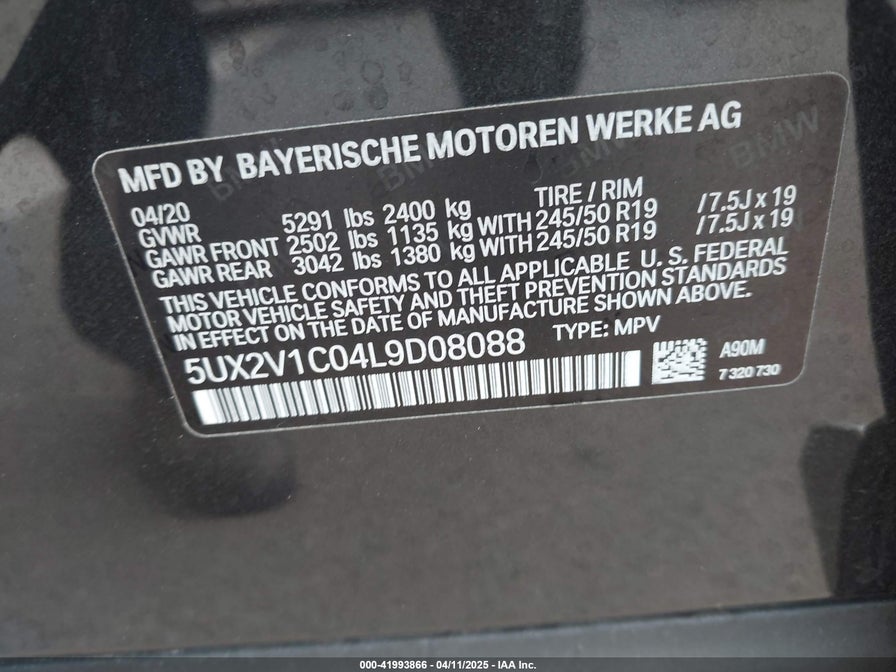 MFD BY BAYERISCHE MOTOREN WERKE AG
04/20 TIRE / RIM
GVWR 5291 lbs 2400 kg
GAWR FRONT 2502 lbs 1135 kg WITH 245/50 R19 /7.5J x 19
GAWR REAR 3042 lbs 1380 kg WITH 245/50 R19 /7.5J x 19
THIS VEHICLE CONFORMS TO ALL APPLICABLE U. S. FEDERAL
MOTOR VEHICLE SAFETY AND THEFT PREVENTION STANDARDS
IN EFFECT ON THE DATE OF MANUFACTURE SHOWN ABOVE.
5UX2V1C04L9D08088 TYPE: MPV
A90M
7 320 730
000-41993866 - 04/11/2025 - IAA Inc.